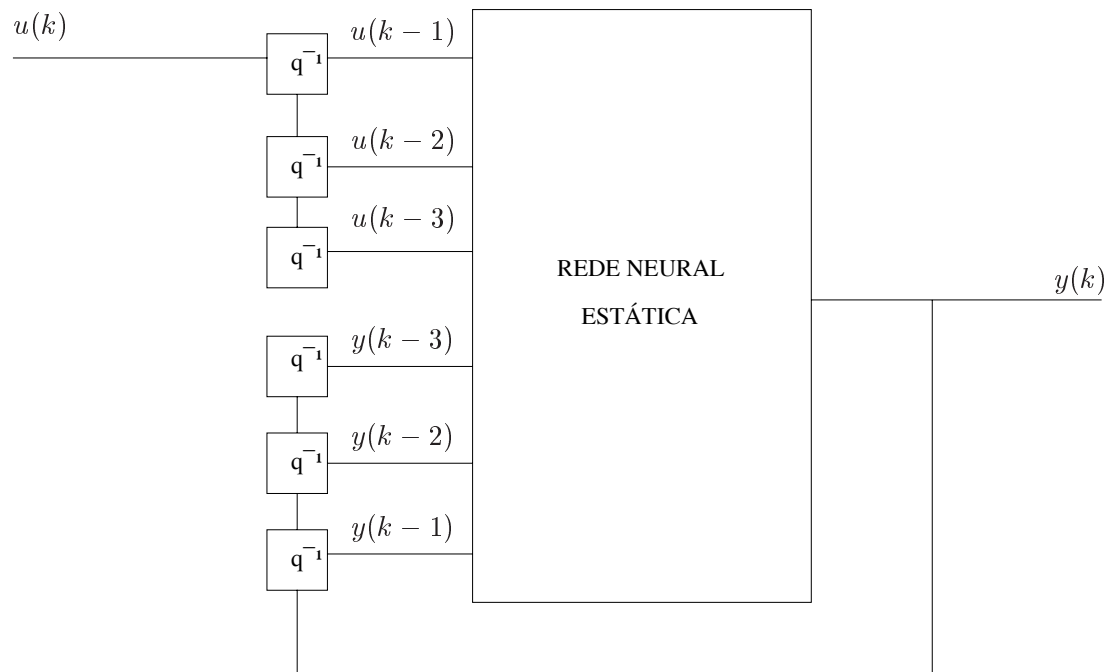 u(k)
u(k − 1)
q⁻¹
u(k − 2)
q⁻¹
u(k − 3)
q⁻¹
REDE NEURAL
ESTÁTICA
y(k)
y(k − 3)
q⁻¹
y(k − 2)
q⁻¹
y(k − 1)
q⁻¹